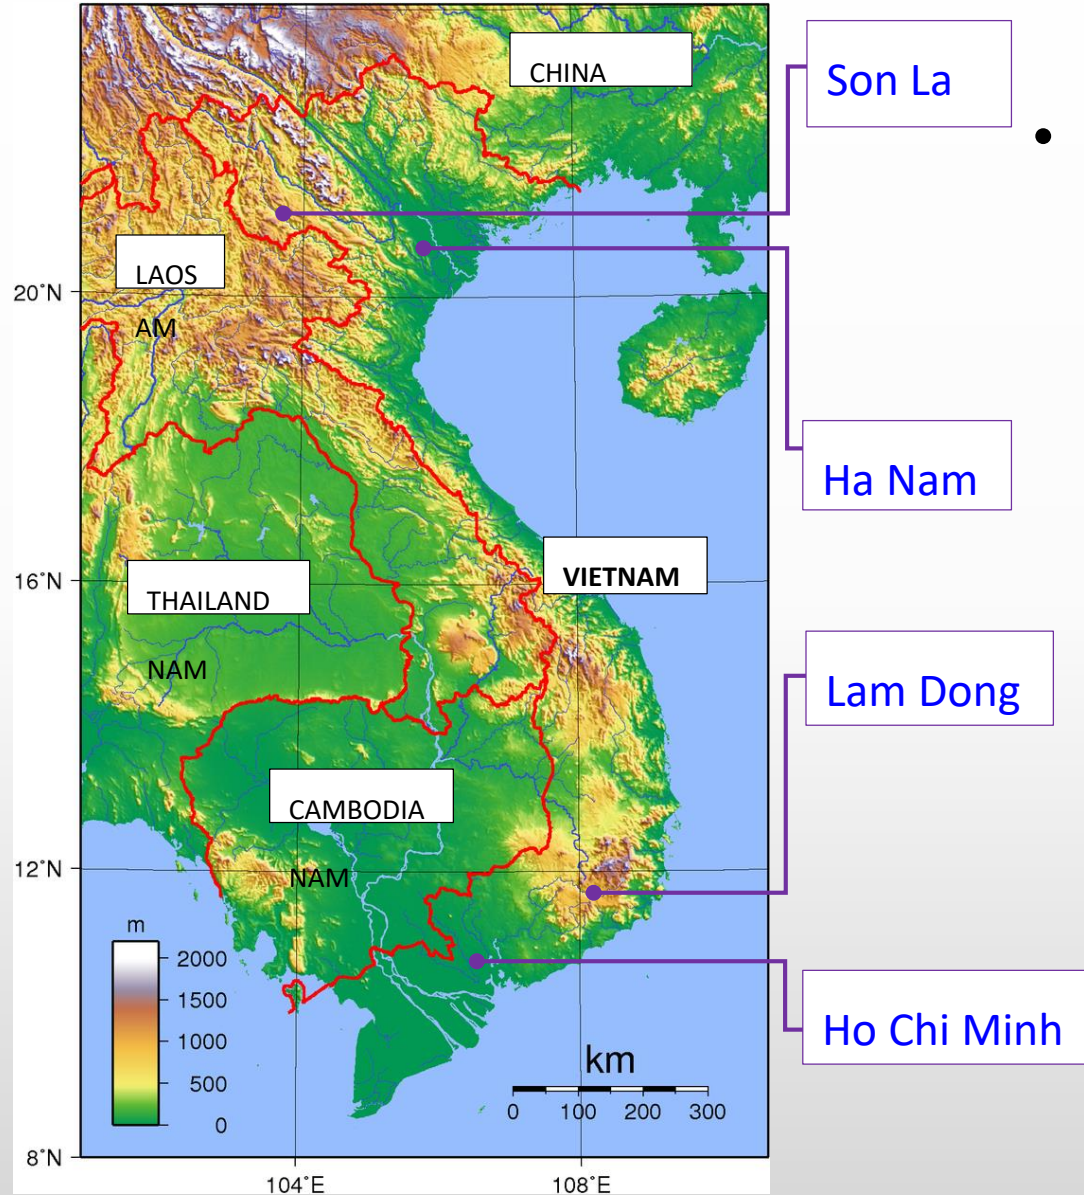 CHINA
Son La
•
LAOS
20°N
AM
Ha Nam
VIETNAM
16°N
THAILAND
NAM
Lam Dong
CAMBODIA
12°N
NAM
m
2000
1500
1000
500
0
Ho Chi Minh
km
0 100 200 300
8°N
104°E 108°E